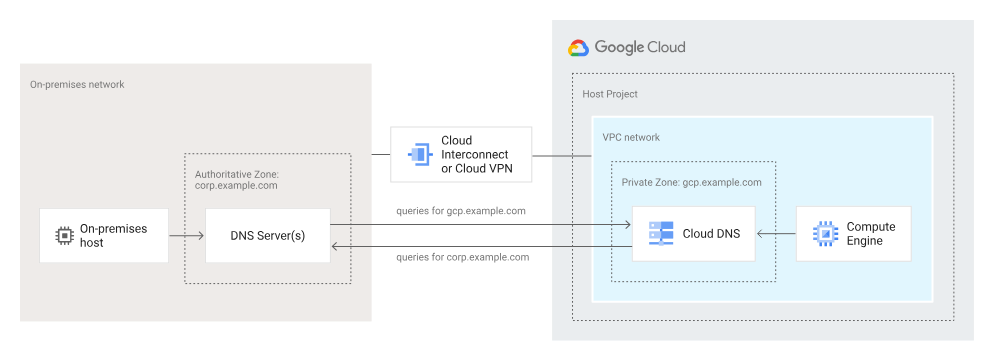 Google Cloud
On-premises network
Host Project
VPC network
Cloud
Interconnect
or Cloud VPN
Authoritative Zone:
corp.example.com
Private Zone: gcp.example.com
On-premises
host
DNS Server(s)
queries for gcp.example.com
queries for corp.example.com
Cloud DNS
Compute
Engine